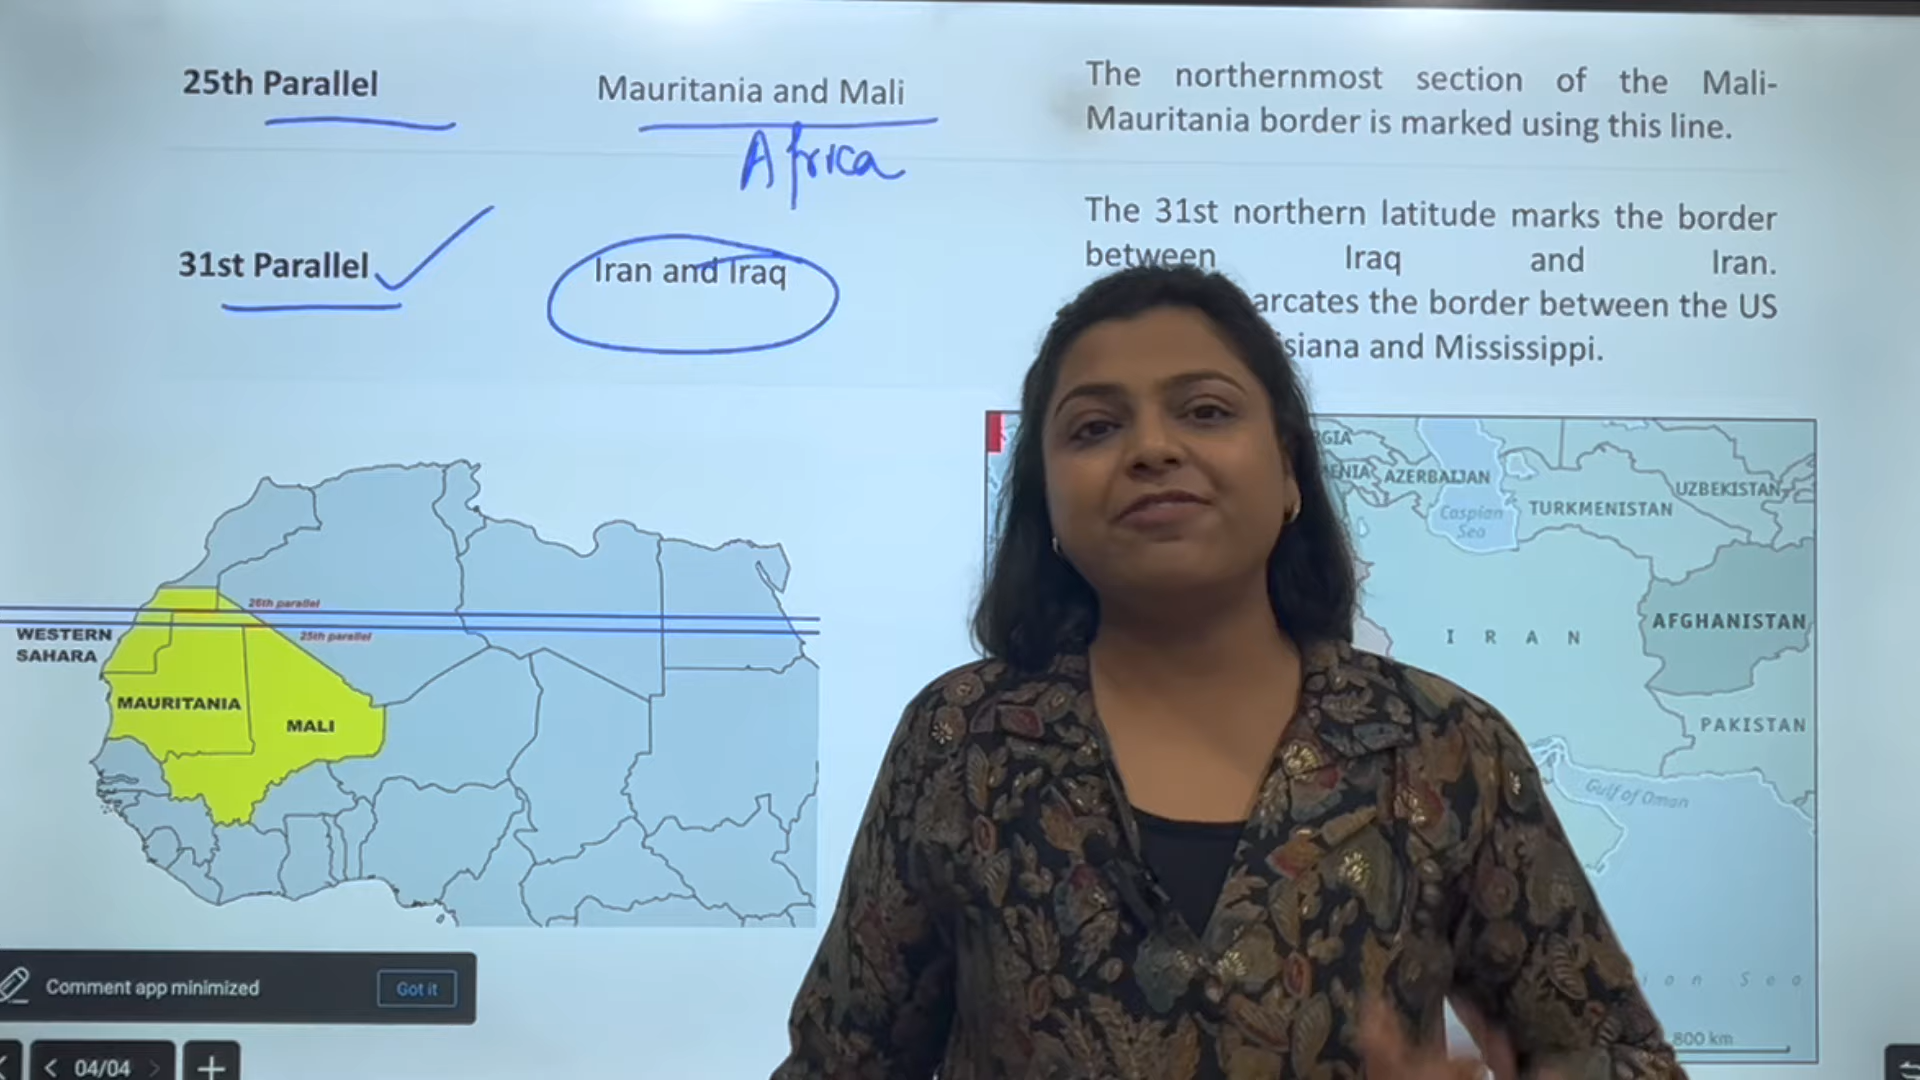 25th Parallel
Mauritania and Mali
Africa
The northernmost section of the Mali-
Mauritania border is marked using this line.
31st Parallel
Iran and Iraq
The 31st northern latitude marks the border
between Iraq and Iran.
arcates the border between the US
siana and Mississippi.
26th parallel
25th parallel
WESTERN
SAHARA
MAURITANIA
MALI
RGIA
ENIA
AZERBAIJAN
UZBEKISTAN
TURKMENISTAN
Caspian
Sea
AFGHANISTAN
IRAN
PAKISTAN
Gulf of Oman
800 km
Comment app minimized
Got it
04/04